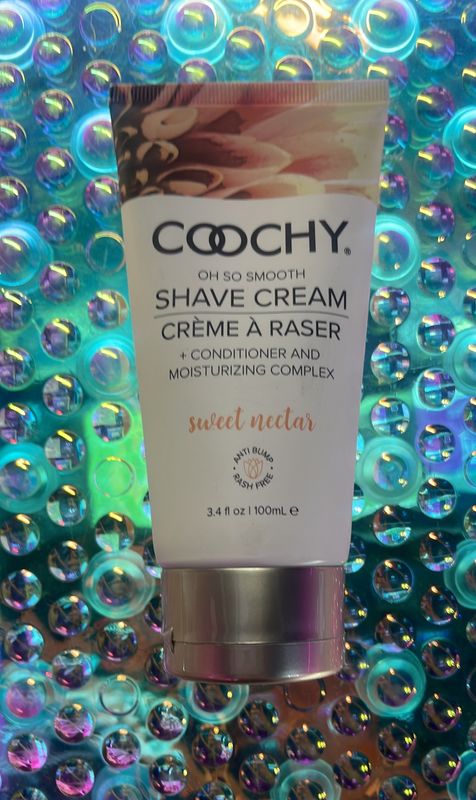 COOCHY®
OH SO SMOOTH
SHAVE CREAM
CRÈME À RASER
+ CONDITIONER AND
MOISTURIZING COMPLEX
sweet nectar
• ANTI BUMP •
RASH FREE
3.4 fl oz | 100mL ℮